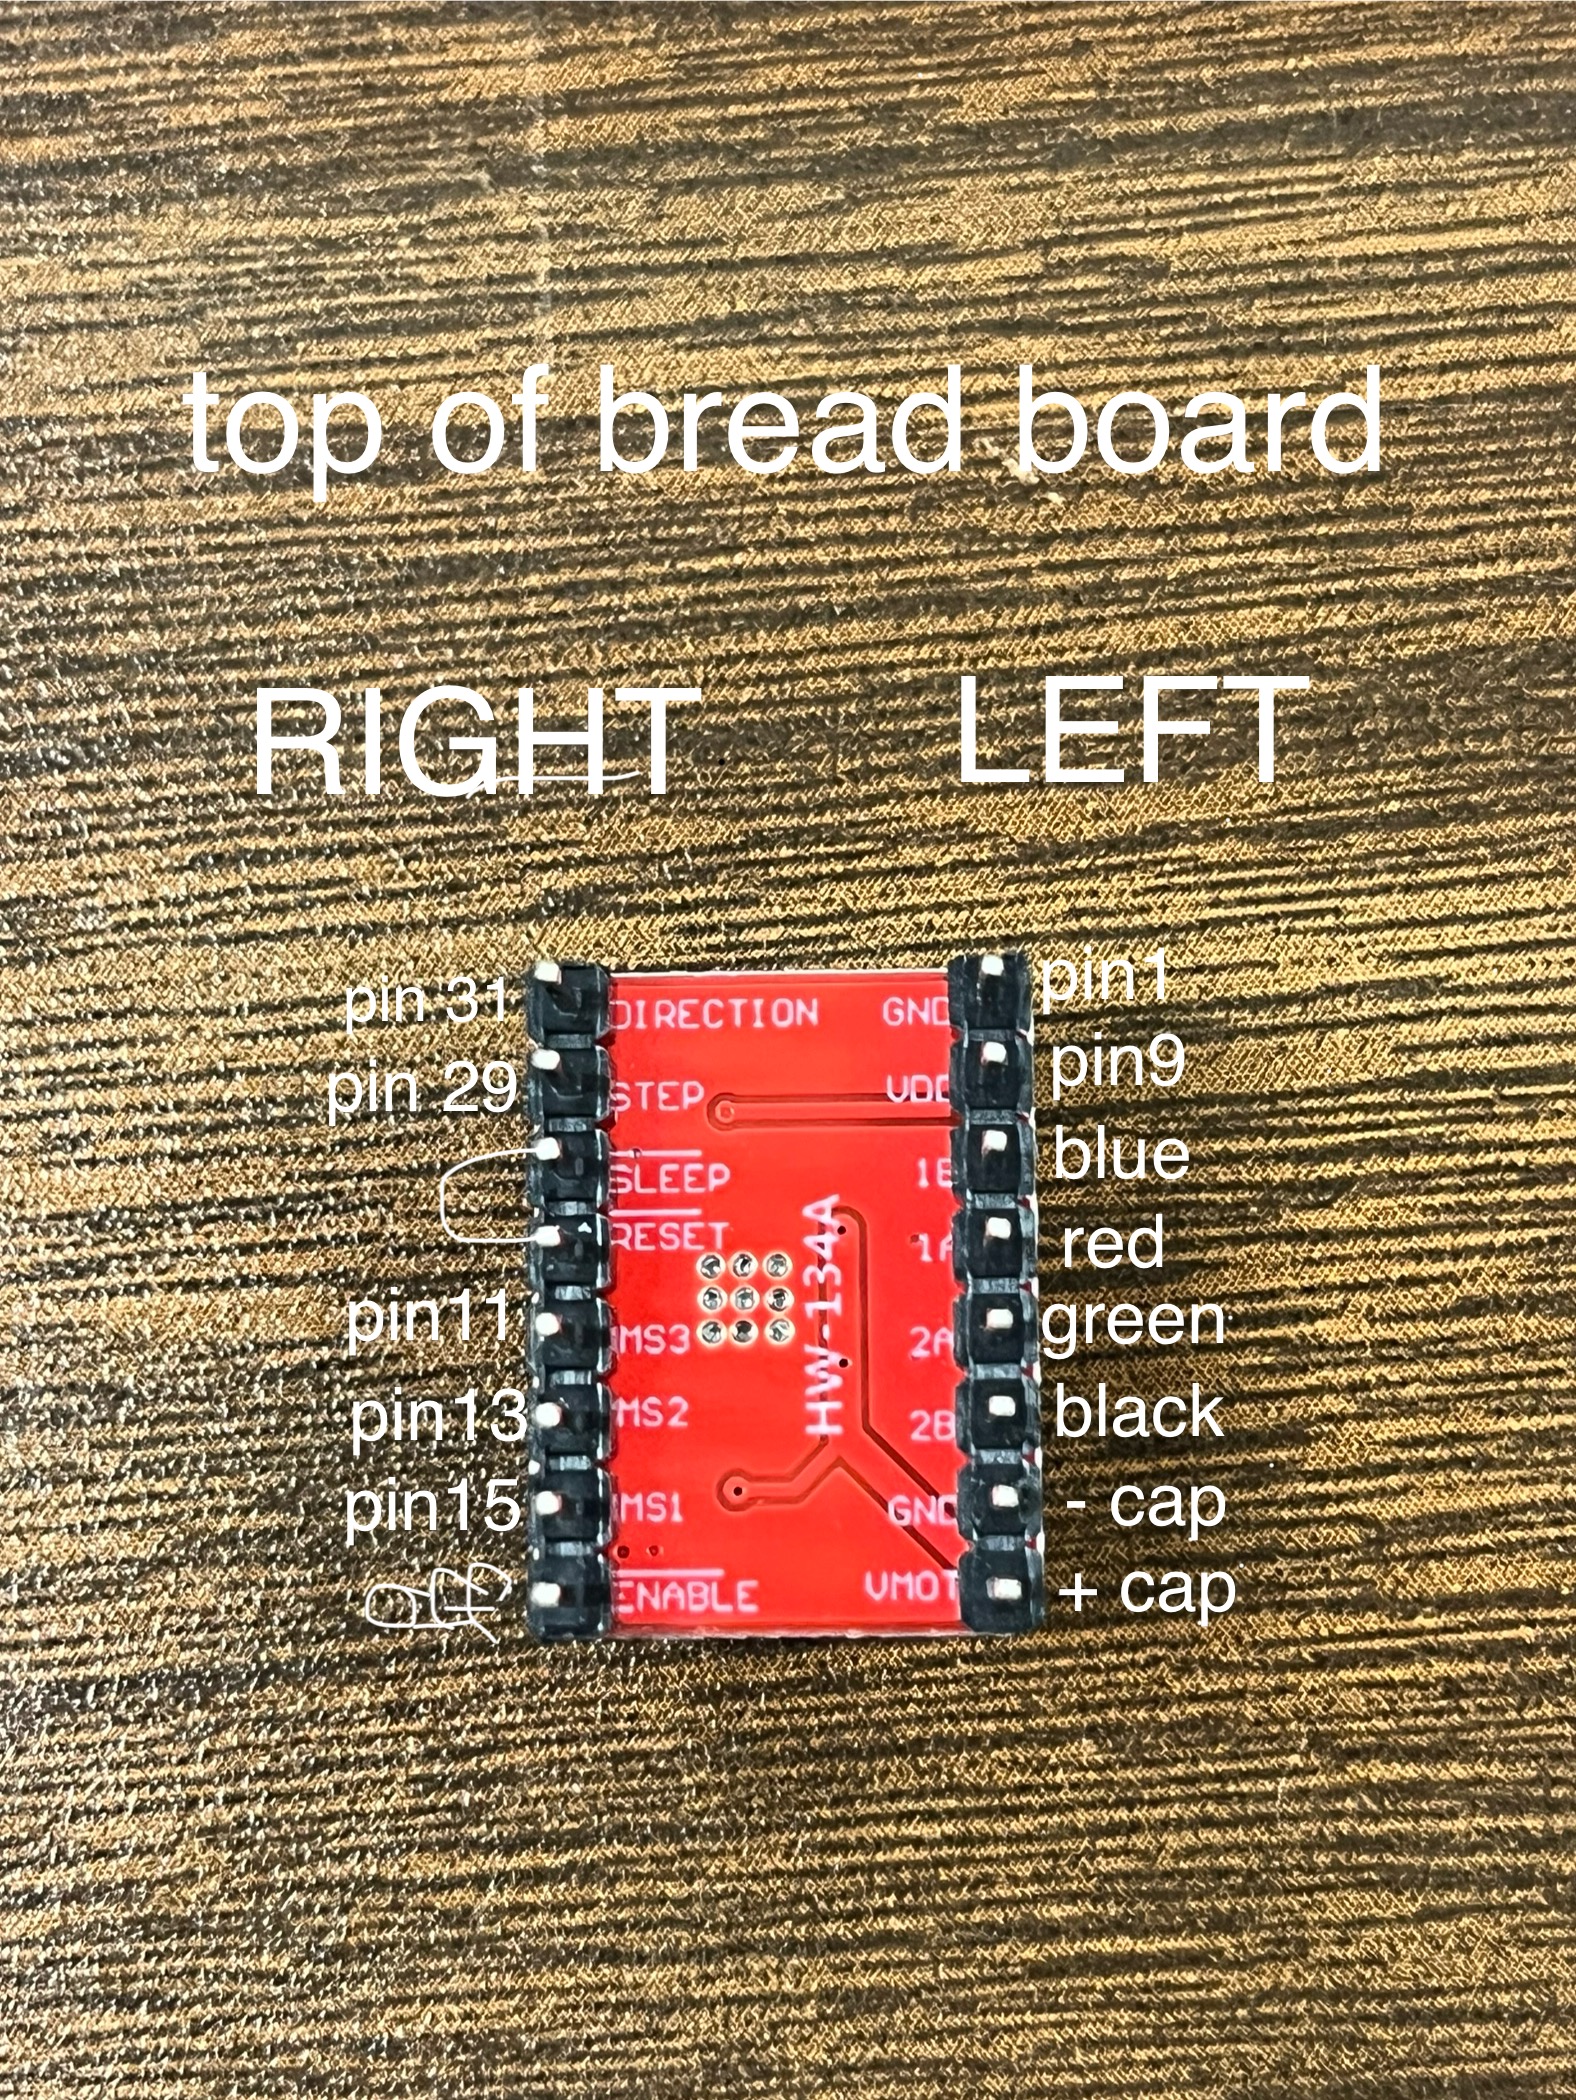 top of bread board
RIGHT LEFT
pin 31 DIRECTION GND pin1
pin 29 STEP VDD pin9
SLEEP 1B blue
RESET 1A red
pin11 MS3 2A green
pin13 MS2 2B black
pin15 MS1 GND - cap
off ENABLE VMOT + cap
HW-134A